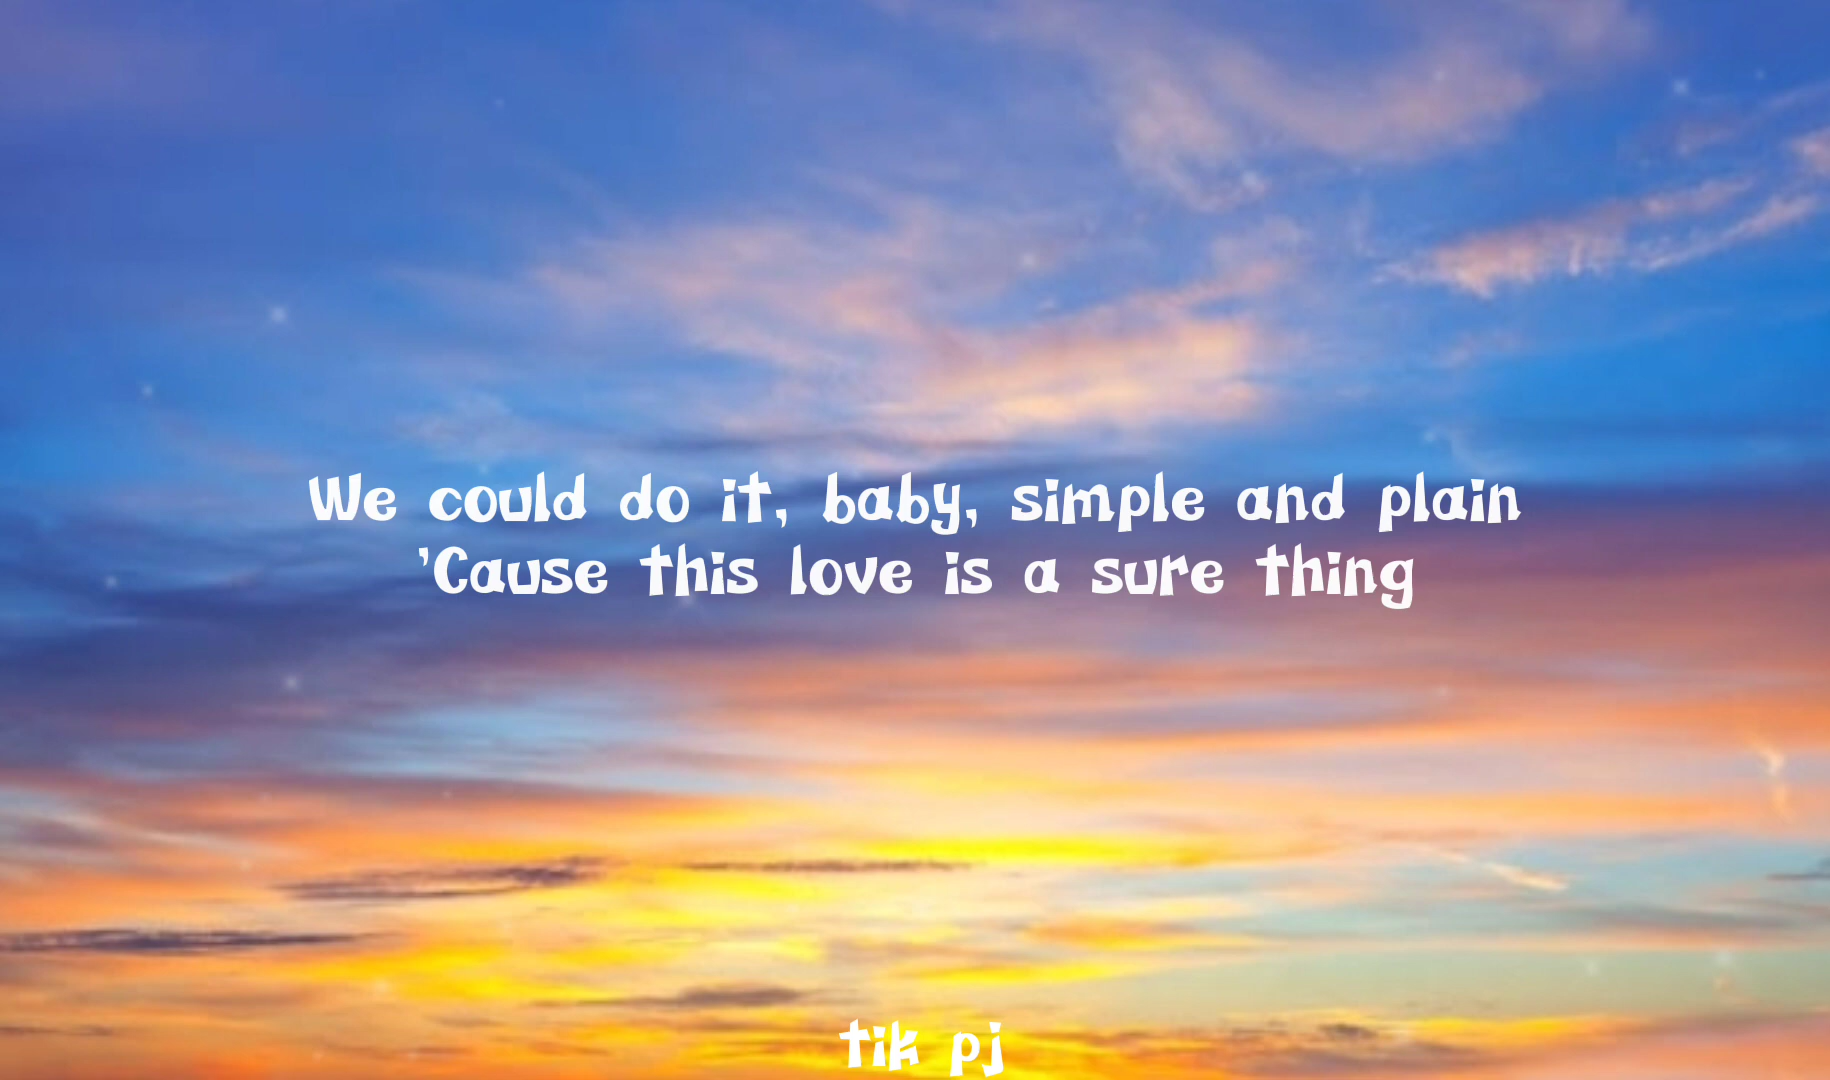 We could do it, baby, simple and plain
'Cause this love is a sure thing
tik pj